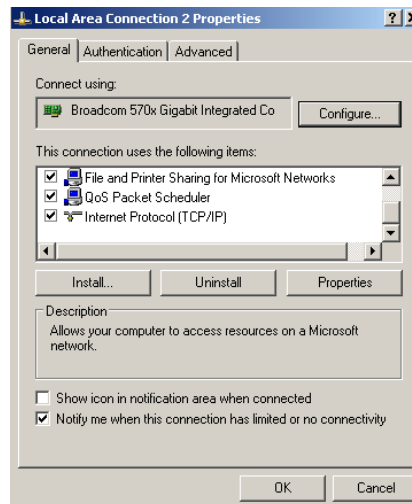 Local Area Connection 2 Properties
General Authentication Advanced
Connect using:
Broadcom 570x Gigabit Integrated Co
Configure...
This connection uses the following items:
File and Printer Sharing for Microsoft Networks
QoS Packet Scheduler
Internet Protocol (TCP/IP)
Install... Uninstall Properties
Description
Allows your computer to access resources on a Microsoft
network.
Show icon in notification area when connected
Notify me when this connection has limited or no connectivity
OK Cancel